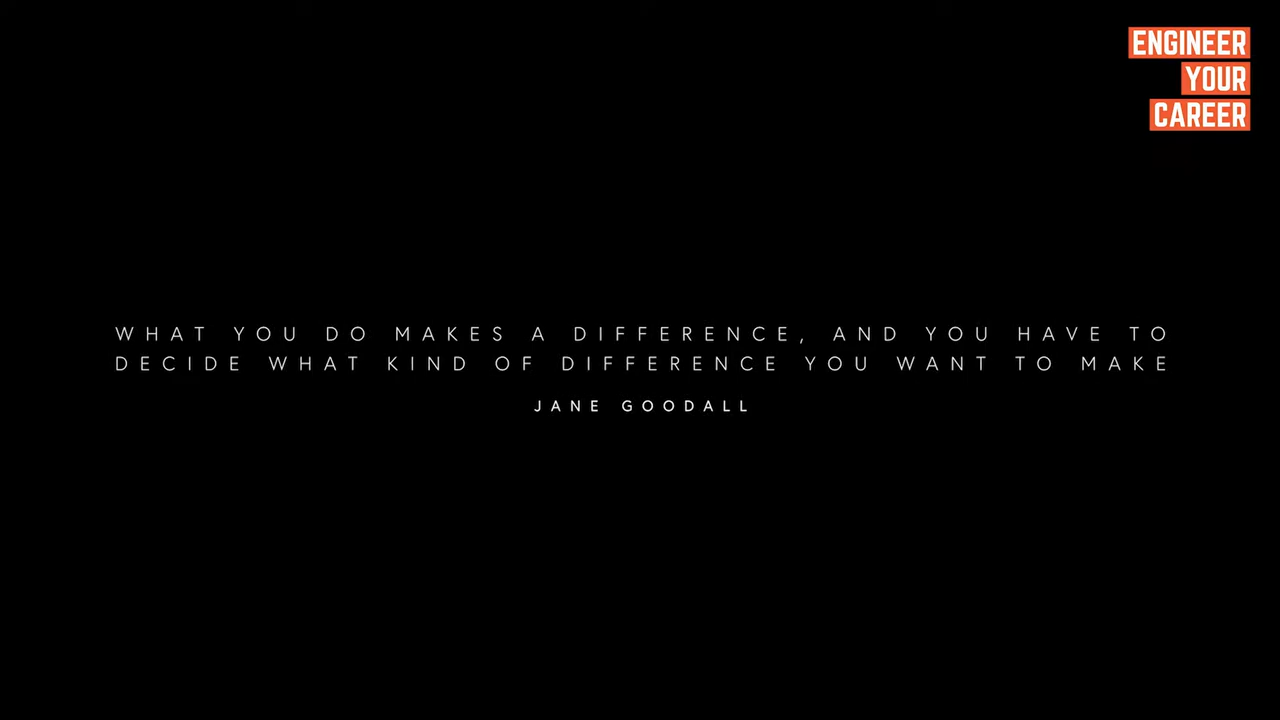 ENGINEER
YOUR
CAREER
WHAT YOU DO MAKES A DIFFERENCE, AND YOU HAVE TO
DECIDE WHAT KIND OF DIFFERENCE YOU WANT TO MAKE
JANE GOODALL